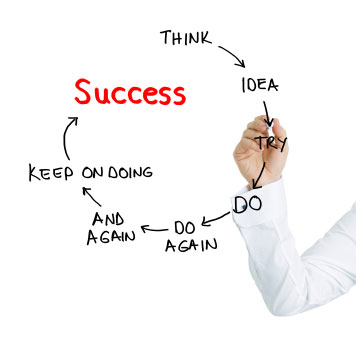 THINK
IDEA
TRY
DO
DO
AGAIN
AND
AGAIN
KEEP ON DOING
Success